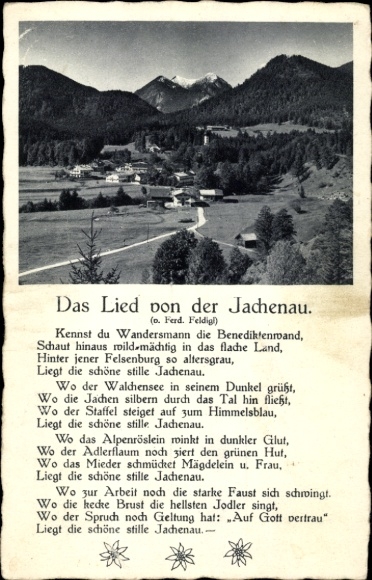 Das Lied von der Jachenau.
(v. Ferd. Feldigl)
Kennst du Wandersmann die Benediktenwand,
Schaut hinaus wild-mächtig in das flache Land,
Hinter jener Felsenburg so altersgrau,
Liegt die schöne stille Jachenau.
Wo der Walchensee in seinem Dunkel grüßt,
Wo die Jachen silbern durch das Tal hin fließt,
Wo der Staffel steiget auf zum Himmelsblau,
Liegt die schöne stille Jachenau.
Wo das Alpenröslein winkt in dunkler Glut,
Wo der Adlerflaum noch ziert den grünen Hut,
Wo das Mieder schmücket Mägdelein u. Frau,
Liegt die schöne stille Jachenau.
Wo zur Arbeit noch die starke Faust sich schwingt,
Wo die kecke Brust die hellsten Jodler singt,
Wo der Spruch noch Geltung hat: „Auf Gott vertrau"
Liegt die schöne stille Jachenau.—